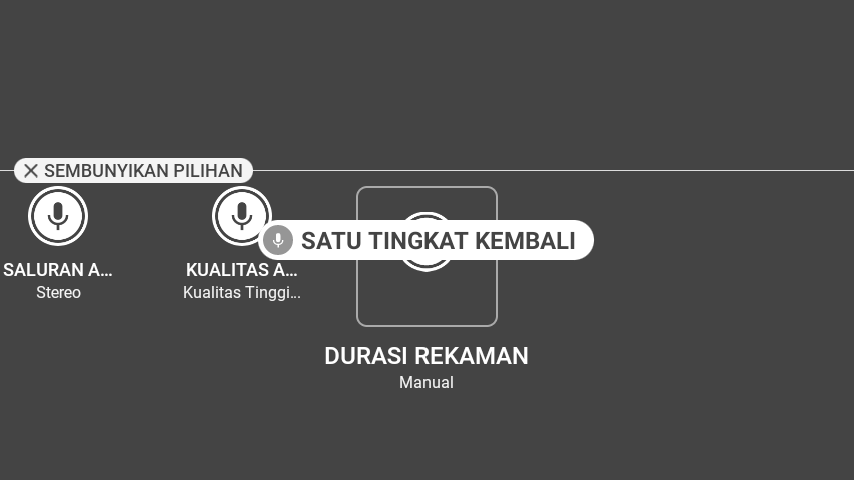 SEMBUNYIKAN PILIHAN
SATU TINGKAT KEMBALI
SALURAN A...
Stereo
KUALITAS A...
Kualitas Tinggi...
DURASI REKAMAN
Manual